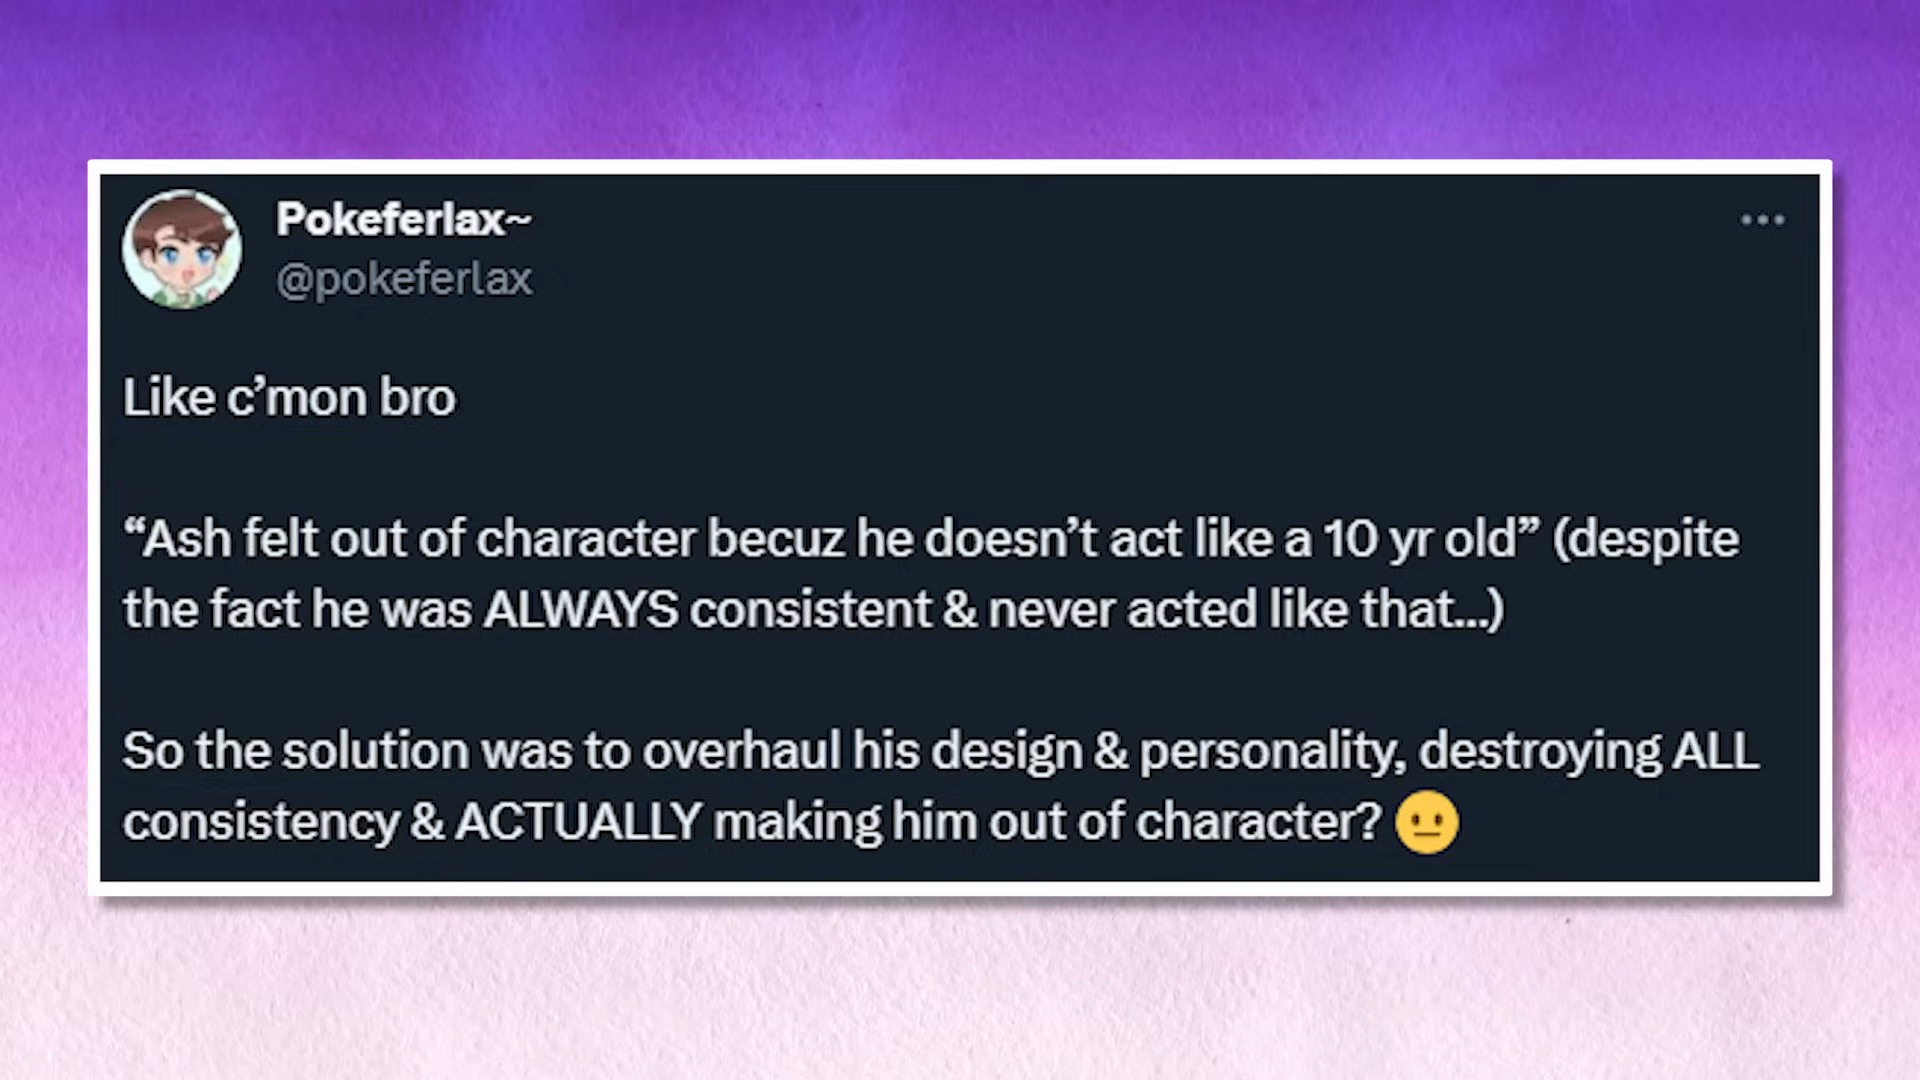 Pokeferlax~
@pokeferlax
Like c’mon bro
“Ash felt out of character becuz he doesn’t act like a 10 yr old” (despite
the fact he was ALWAYS consistent & never acted like that...)
So the solution was to overhaul his design & personality, destroying ALL
consistency & ACTUALLY making him out of character? 😐